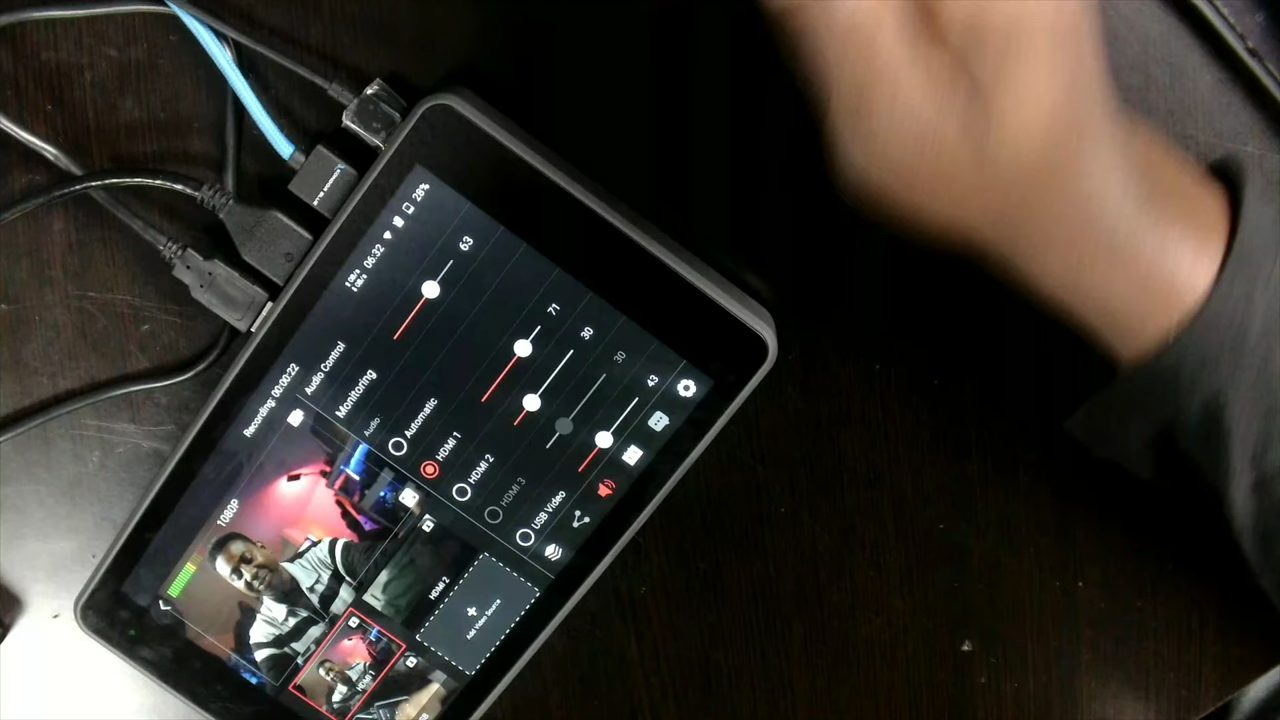 06:32
28%
Recording: 00:00:22
Audio Control
Monitoring
63
Audio
Automatic
71
HDMI 1
30
HDMI 2
30
HDMI 3
43
USB Video
1080P
HDMI 2
HDMI 1
Add Video Source